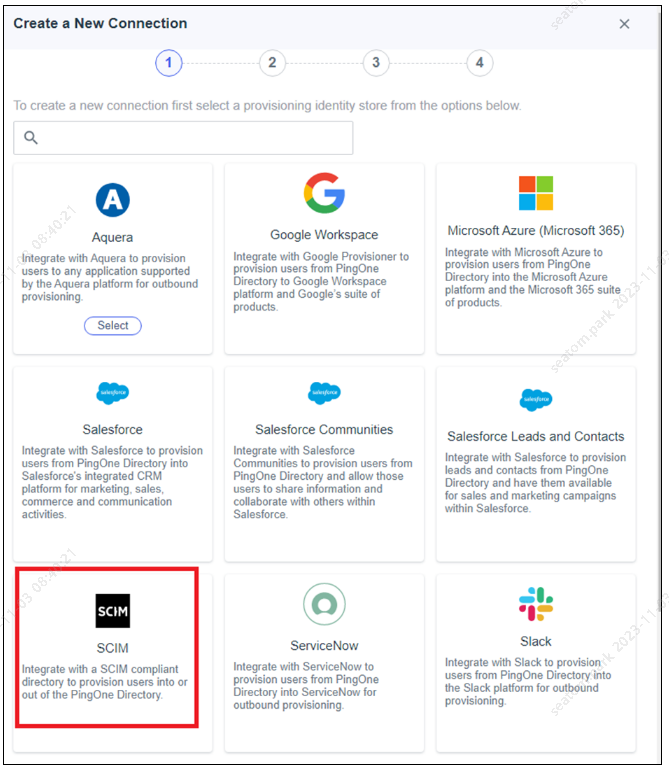 Create a New Connection
1
2
3
4
To create a new connection first select a provisioning identity store from the options below.
Aquera
Integrate with Aquera to provision
users to any application supported
by the Aquera platform for outbound
provisioning.
Select
Google Workspace
Integrate with Google Provisioner to
provision users from PingOne
Directory to Google Workspace
platform and Google's suite of
products.
Microsoft Azure (Microsoft 365)
Integrate with Microsoft Azure to
provision users from PingOne
Directory into the Microsoft Azure
platform and the Microsoft 365 suite
of products.
salesforce
Salesforce
Integrate with Salesforce to provision
users from PingOne Directory into
Salesforce's integrated CRM
platform for marketing, sales,
commerce and communication
activities.
salesforce
Salesforce Communities
Integrate with Salesforce
Communities to provision users from
PingOne Directory and allow those
users to share information and
collaborate with others within
Salesforce.
salesforce
Salesforce Leads and Contacts
Integrate with Salesforce to provision
leads and contacts from PingOne
Directory and have them available
for sales and marketing campaigns
within Salesforce.
SCIM
SCIM
Integrate with a SCIM compliant
directory to provision users into or
out of the PingOne Directory.
ServiceNow
Integrate with ServiceNow to
provision users from PingOne
Directory into ServiceNow for
outbound provisioning.
Slack
Integrate with Slack to provision
users from PingOne Directory into
the Slack platform for outbound
provisioning.
seatom.park 2023-11-03
08:40:21